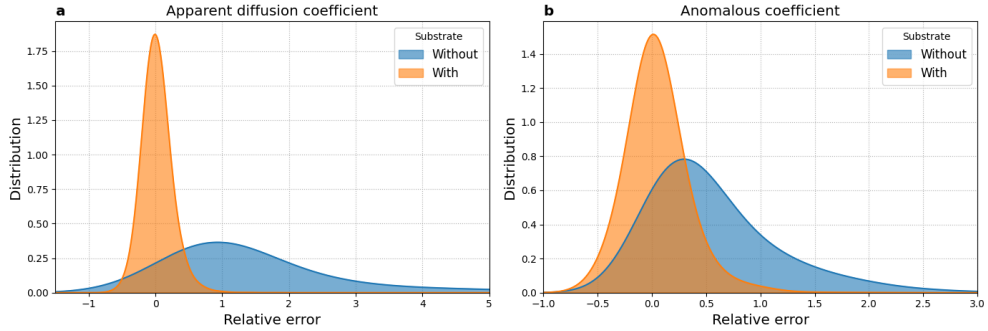 a Apparent diffusion coefficient
Substrate
Without
With
Distribution
1.75
1.50
1.25
1.00
0.75
0.50
0.25
0.00
−1 0 1 2 3 4 5
Relative error
b Anomalous coefficient
Substrate
Without
With
Distribution
1.4
1.2
1.0
0.8
0.6
0.4
0.2
0.0
−1.0 −0.5 0.0 0.5 1.0 1.5 2.0 2.5 3.0
Relative error